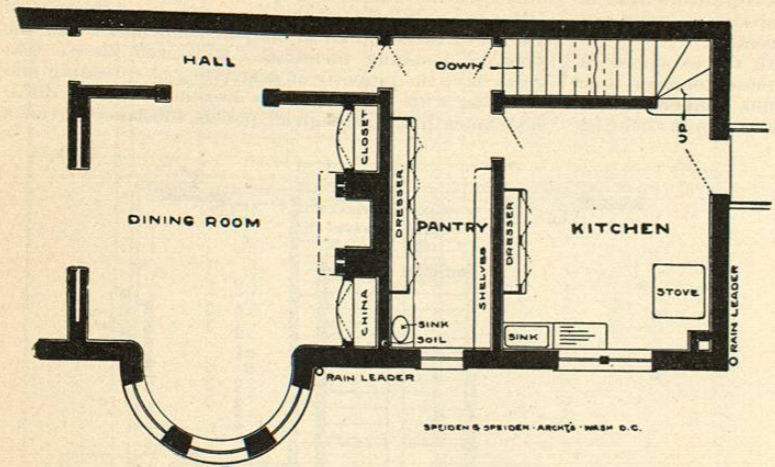 HALL
DOWN
CLOSET
UP
DINING ROOM
DRESSER
PANTRY
SHELVES
DRESSER
KITCHEN
STOVE
CHINA
SINK
SOIL
SINK
RAIN LEADER
RAIN LEADER
SPEIDEN & SPEIDEN · ARCHT'S · WASH D.C.